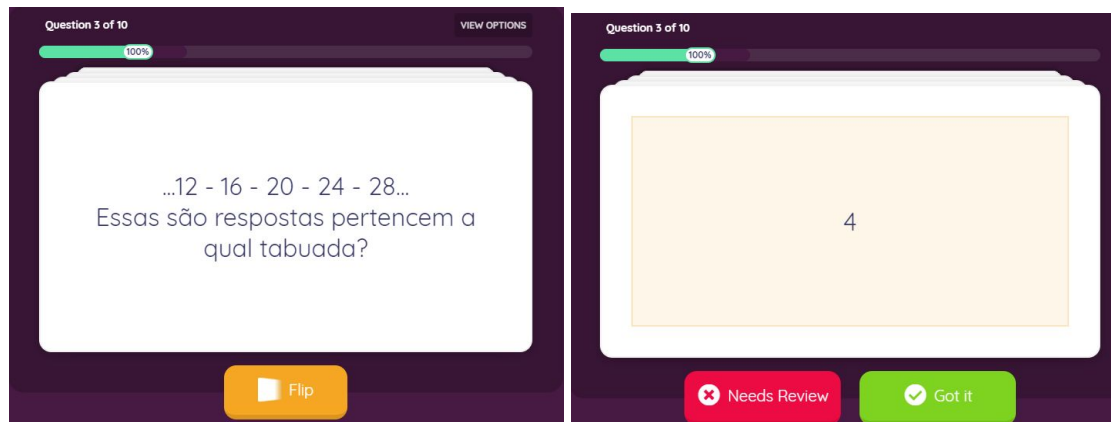 Question 3 of 10
VIEW OPTIONS
100%
...12 - 16 - 20 - 24 - 28...
Essas são respostas pertencem a
qual tabuada?
Flip
Question 3 of 10
100%
4
Needs Review
Got it